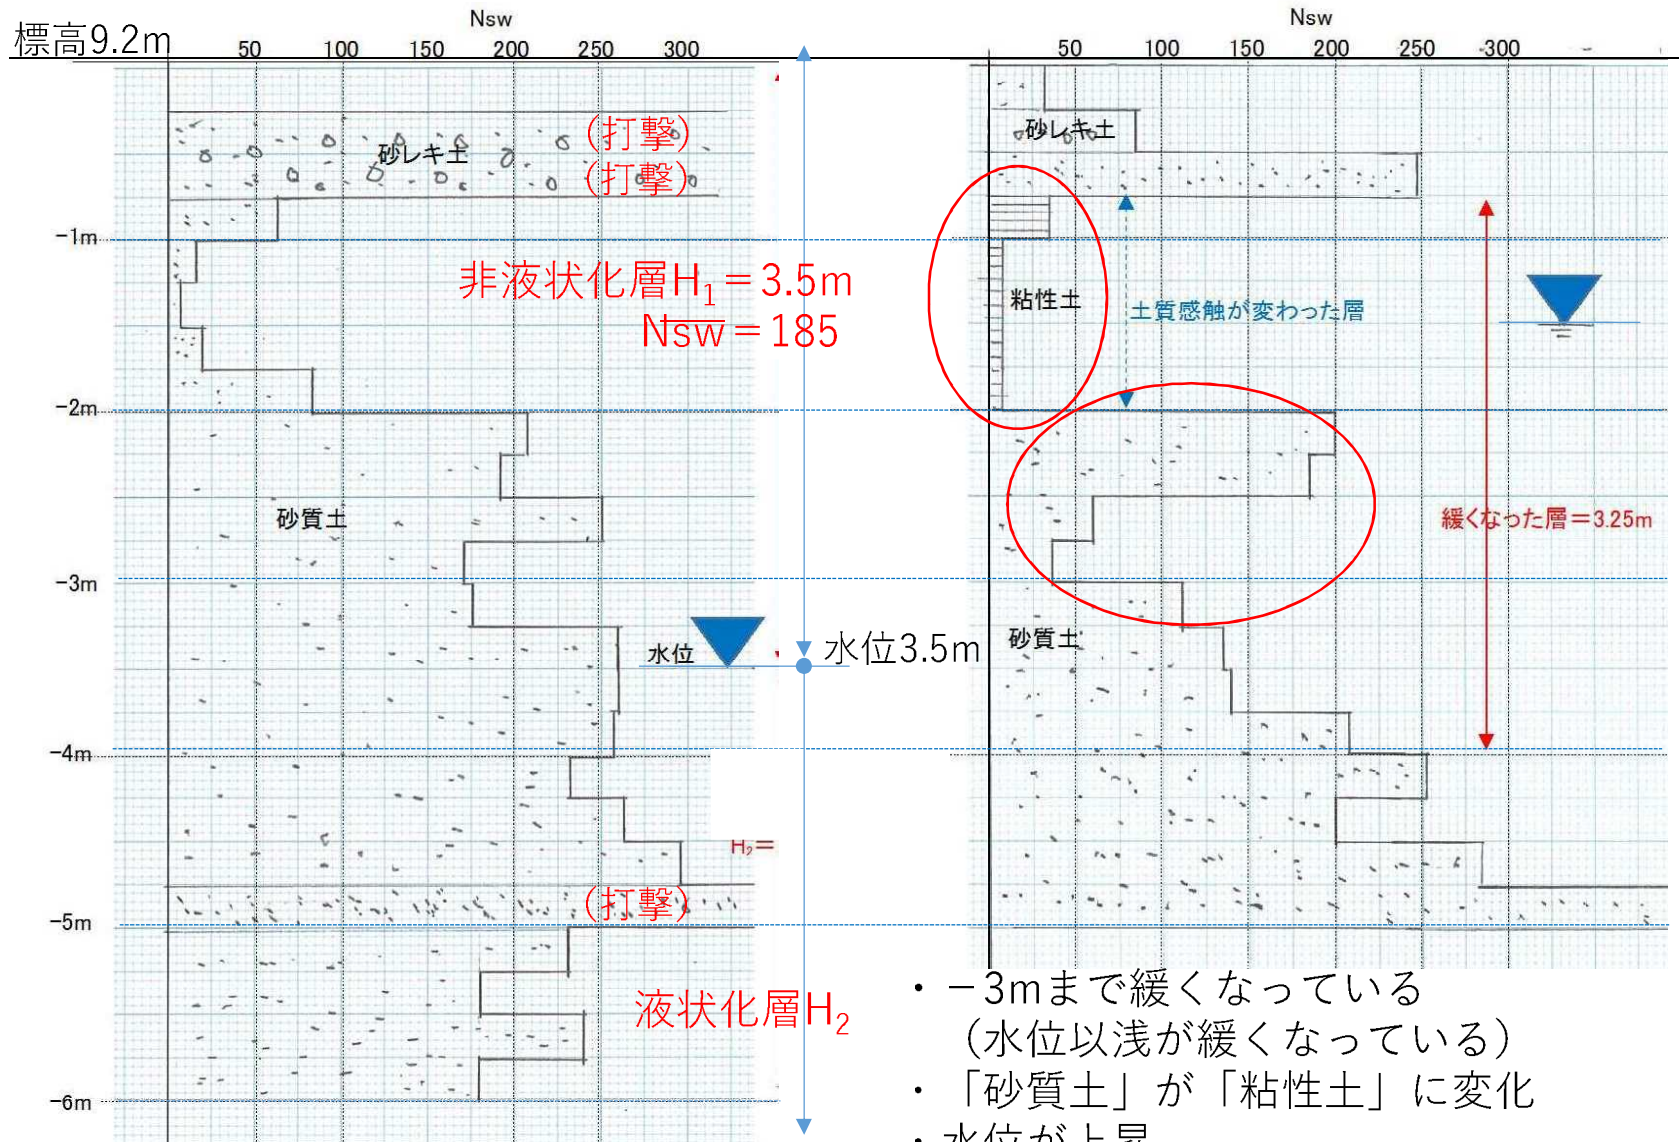 標高9.2m
Nsw
50 100 150 200 250 300
(打撃)
砂レキ土
(打撃)
-1m
非液状化層H₁=3.5m
N̅s̅w̅=185
-2m
砂質土
-3m
水位
水位3.5m
-4m
H₂=
(打撃)
-5m
液状化層H₂
-6m
Nsw
50 100 150 200 250 300
砂レキ土
粘性土
土質感触が変わった層
緩くなった層=3.25m
砂質土
・-3mまで緩くなっている
(水位以浅が緩くなっている)
・「砂質土」が「粘性土」に変化
・水位が上昇